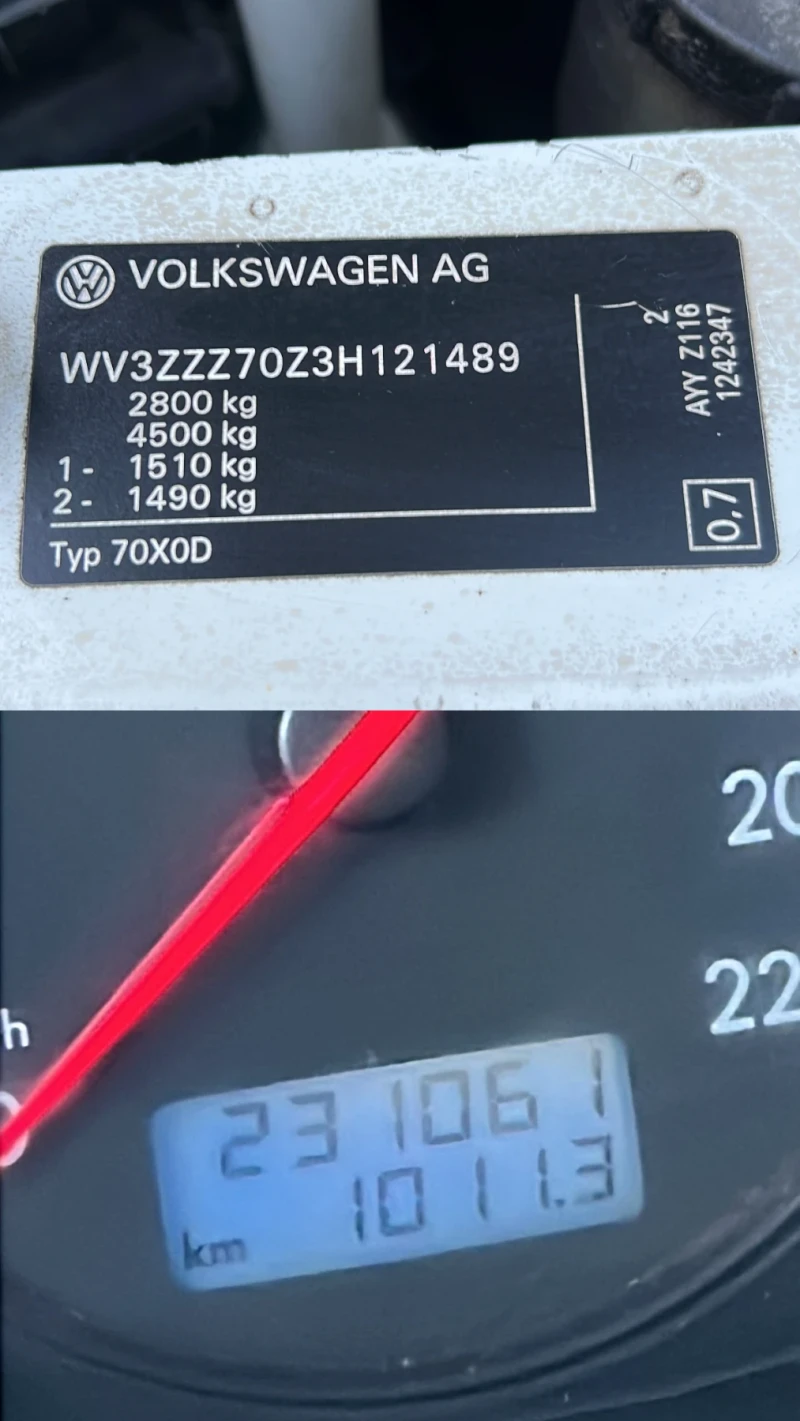 VOLKSWAGEN AG
WV3ZZZ70Z3H121489
2800 kg
4500 kg
1 - 1510 kg
2 - 1490 kg
Typ 70X0D
2
AYY Z116
1242347
0,7
20
22
h
231061
1011.3
km